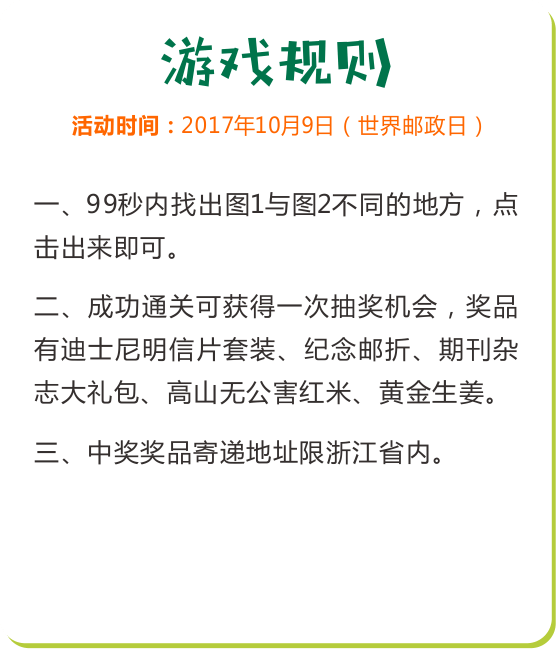 游戏规则
活动时间：2017年10月9日（世界邮政日）
一、99秒内找出图1与图2不同的地方，点
击出来即可。
二、成功通关可获得一次抽奖机会，奖品
有迪士尼明信片套装、纪念邮折、期刊杂
志大礼包、高山无公害红米、黄金生姜。
三、中奖奖品寄递地址限浙江省内。